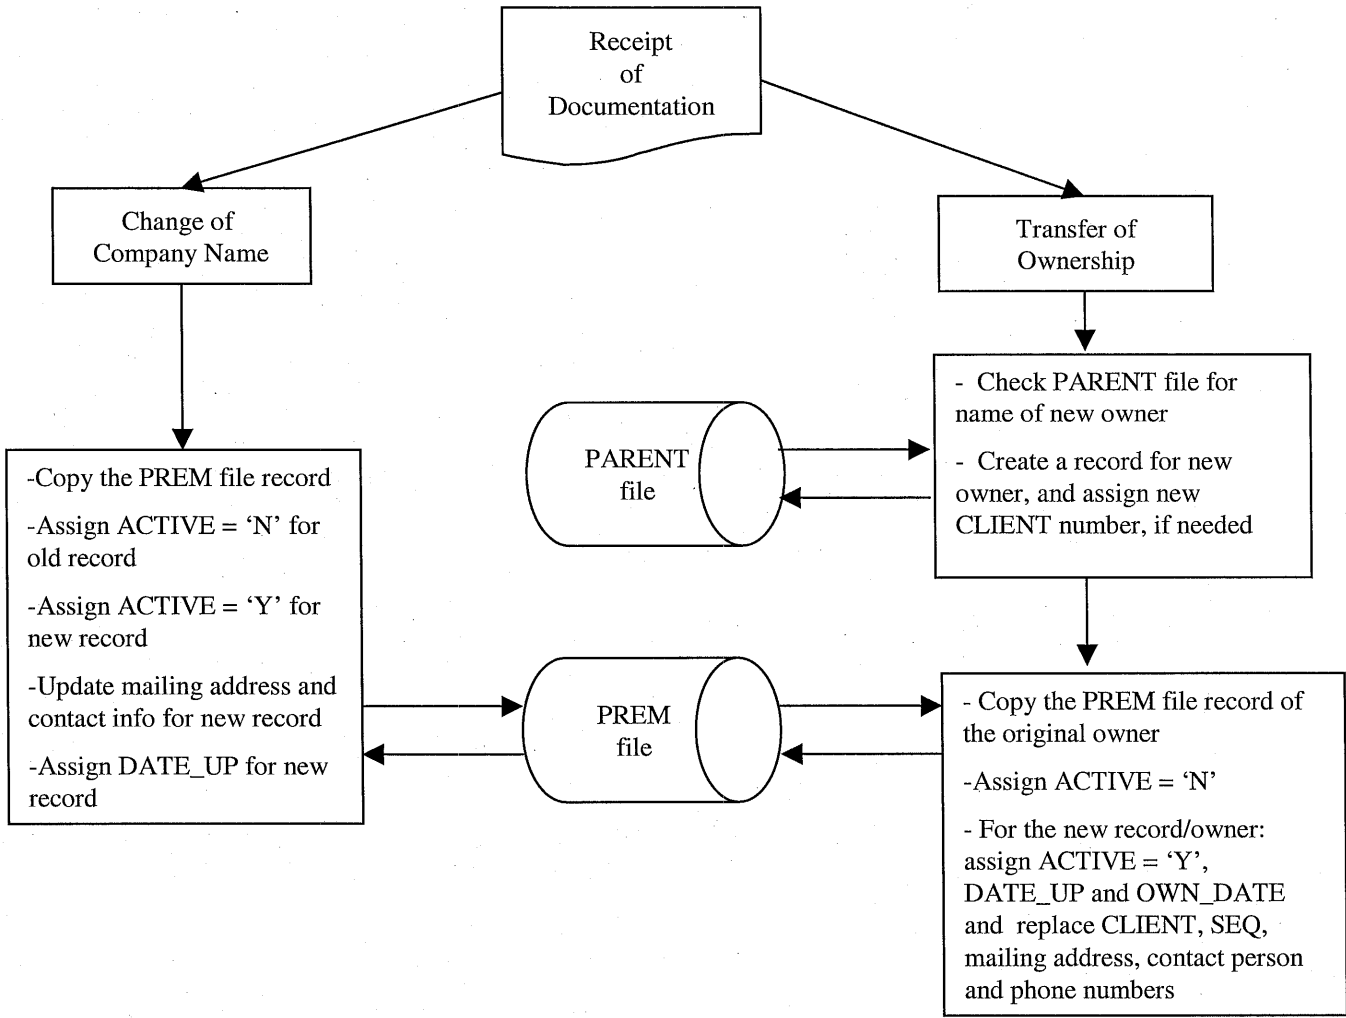 Receipt
of
Documentation
Change of
Company Name
Transfer of
Ownership
- Check PARENT file for
name of new owner
- Create a record for new
owner, and assign new
CLIENT number, if needed
PARENT
file
-Copy the PREM file record
-Assign ACTIVE = ‘N’ for
old record
-Assign ACTIVE = ‘Y’ for
new record
-Update mailing address and
contact info for new record
-Assign DATE_UP for new
record
PREM
file
- Copy the PREM file record of
the original owner
-Assign ACTIVE = ‘N’
- For the new record/owner:
assign ACTIVE = ‘Y’,
DATE_UP and OWN_DATE
and replace CLIENT, SEQ,
mailing address, contact person
and phone numbers